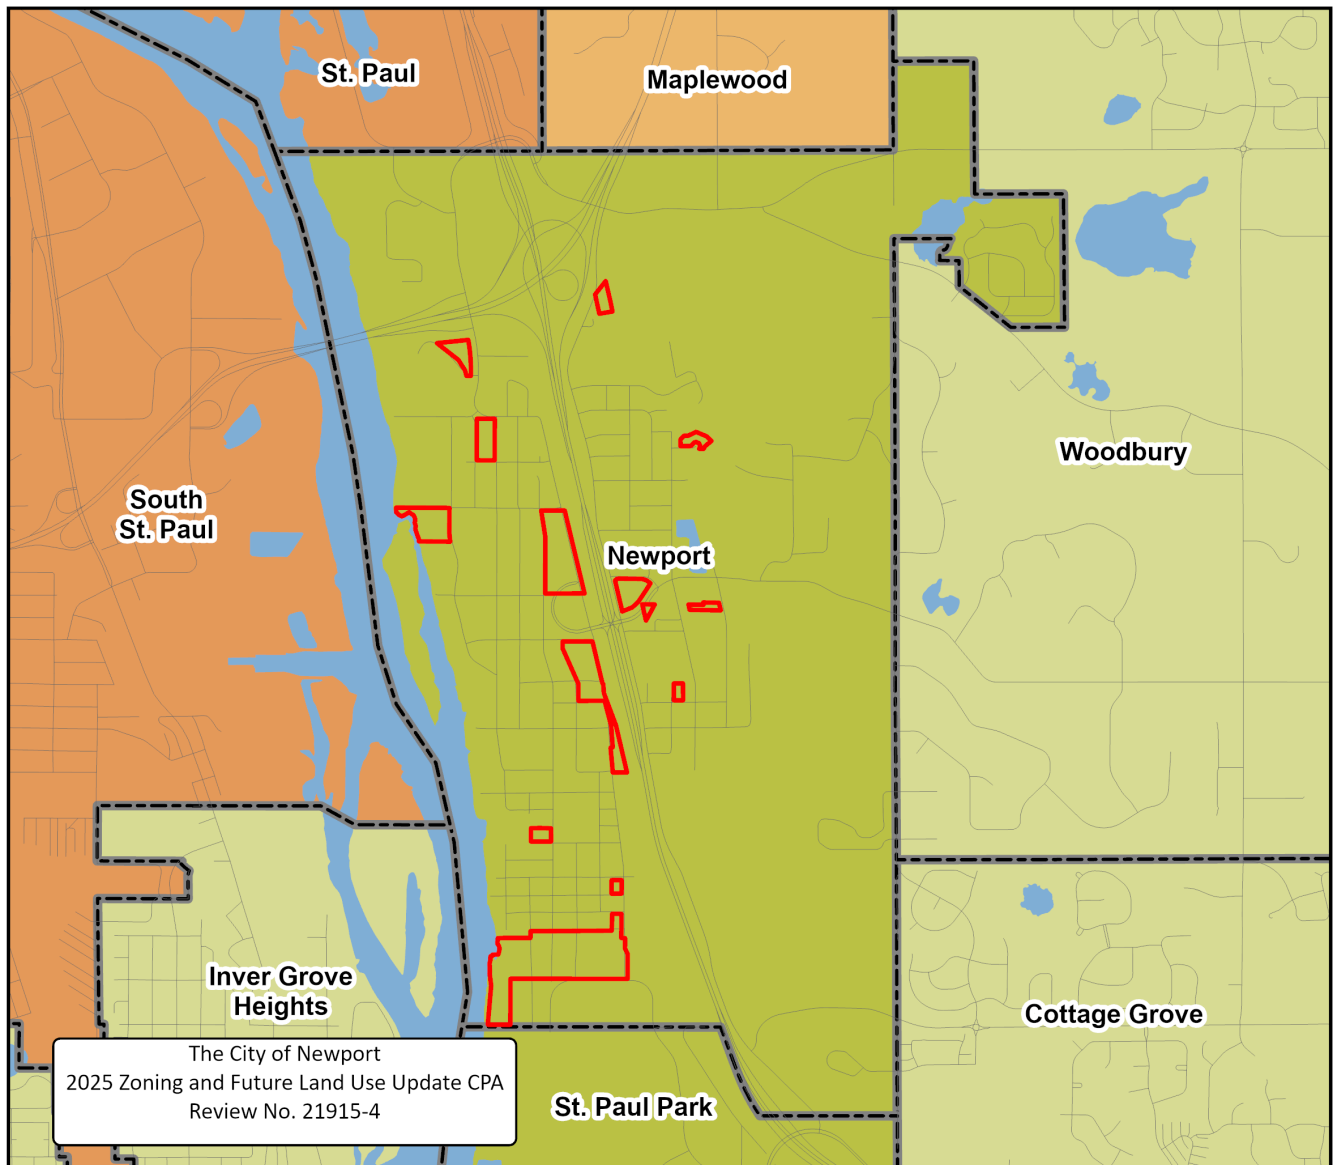 St. Paul
Maplewood
Woodbury
South
St. Paul
Newport
Inver Grove
Heights
Cottage Grove
The City of Newport
2025 Zoning and Future Land Use Update CPA
Review No. 21915-4
St. Paul Park